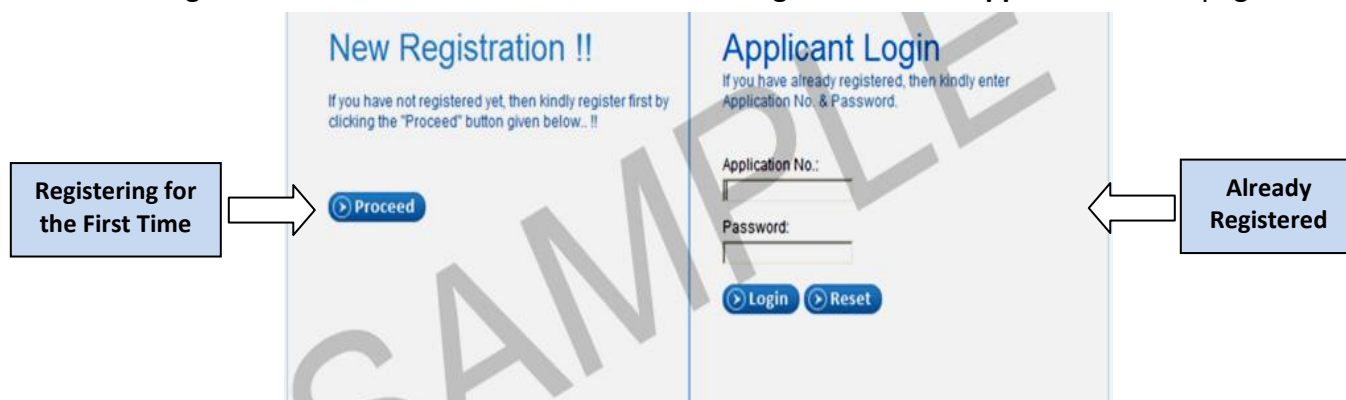 New Registration !!
If you have not registered yet, then kindly register first by
clicking the "Proceed" button given below.. !!
Proceed
Applicant Login
If you have already registered, then kindly enter
Application No. & Password.
Application No.:
Password:
Login
Reset
Registering for
the First Time
Already
Registered
SAMPLE